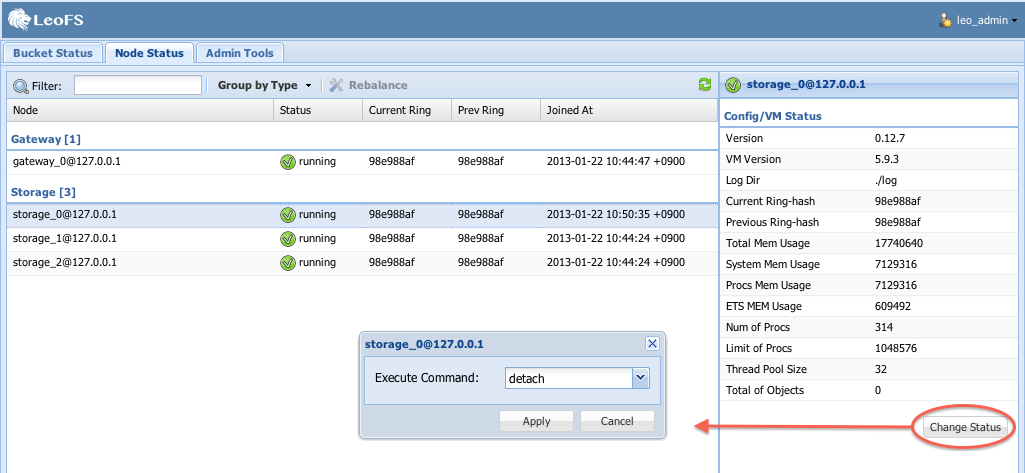 LeoFS
leo_admin
Bucket Status
Node Status
Admin Tools
Filter:
Group by Type
Rebalance
Node Status Current Ring Prev Ring Joined At
Gateway [1]
gateway_0@127.0.0.1 running 98e988af 98e988af 2013-01-22 10:44:47 +0900
Storage [3]
storage_0@127.0.0.1 running 98e988af 98e988af 2013-01-22 10:50:35 +0900
storage_1@127.0.0.1 running 98e988af 98e988af 2013-01-22 10:44:24 +0900
storage_2@127.0.0.1 running 98e988af 98e988af 2013-01-22 10:44:24 +0900
storage_0@127.0.0.1
Execute Command: detach
Apply Cancel
storage_0@127.0.0.1
Config/VM Status
Version 0.12.7
VM Version 5.9.3
Log Dir ./log
Current Ring-hash 98e988af
Previous Ring-hash 98e988af
Total Mem Usage 17740640
System Mem Usage 7129316
Procs Mem Usage 7129316
ETS MEM Usage 609492
Num of Procs 314
Limit of Procs 1048576
Thread Pool Size 32
Total of Objects 0
Change Status